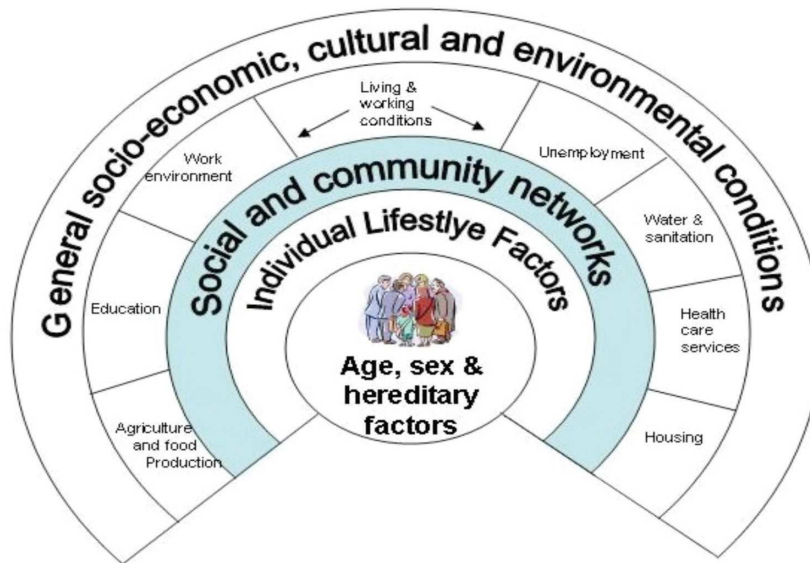 General socio-economic, cultural and environmental conditions
Living &
working
conditions
Work
environment
Unemployment
Social and community networks
Water &
sanitation
Individual Lifestlye Factors
Education
Health
care
services
Age, sex &
hereditary
factors
Agriculture
and food
Production
Housing